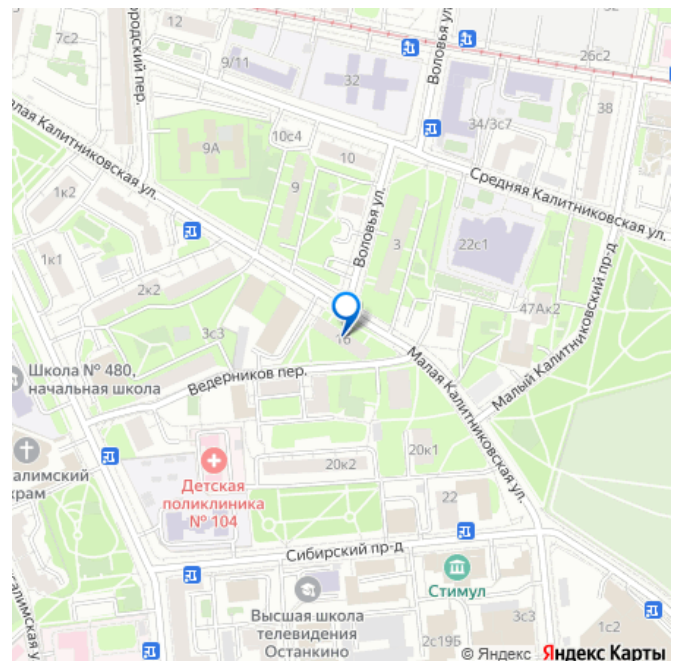 7с2
12
ородский пер.
9/11
32
Воловья ул.
26с2
34/3с7
38
10с4
9А
10
9
лая Калитниковская ул.
Средняя Калитниковская ул.
1к2
Воловья ул.
3
22с1
1к1
2к2
3с3
16
47Ак2
Малый Калитниковский пр-д
Школа № 480,
начальная школа
Ведерников пер.
Малая Калитниковская ул.
алимский
храм
20к1
20к2
Детская
поликлиника
№ 104
22
Сибирский пр-д
Стимул
салимская у
Высшая школа
телевидения
Останкино
3с3
1с2
2с19Б
© Яндекс
Яндекс Карты